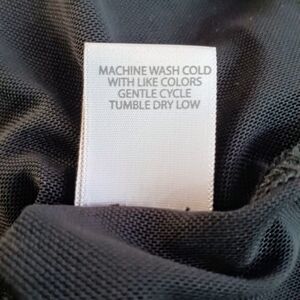 MACHINE WASH COLD
WITH LIKE COLORS
GENTLE CYCLE
TUMBLE DRY LOW